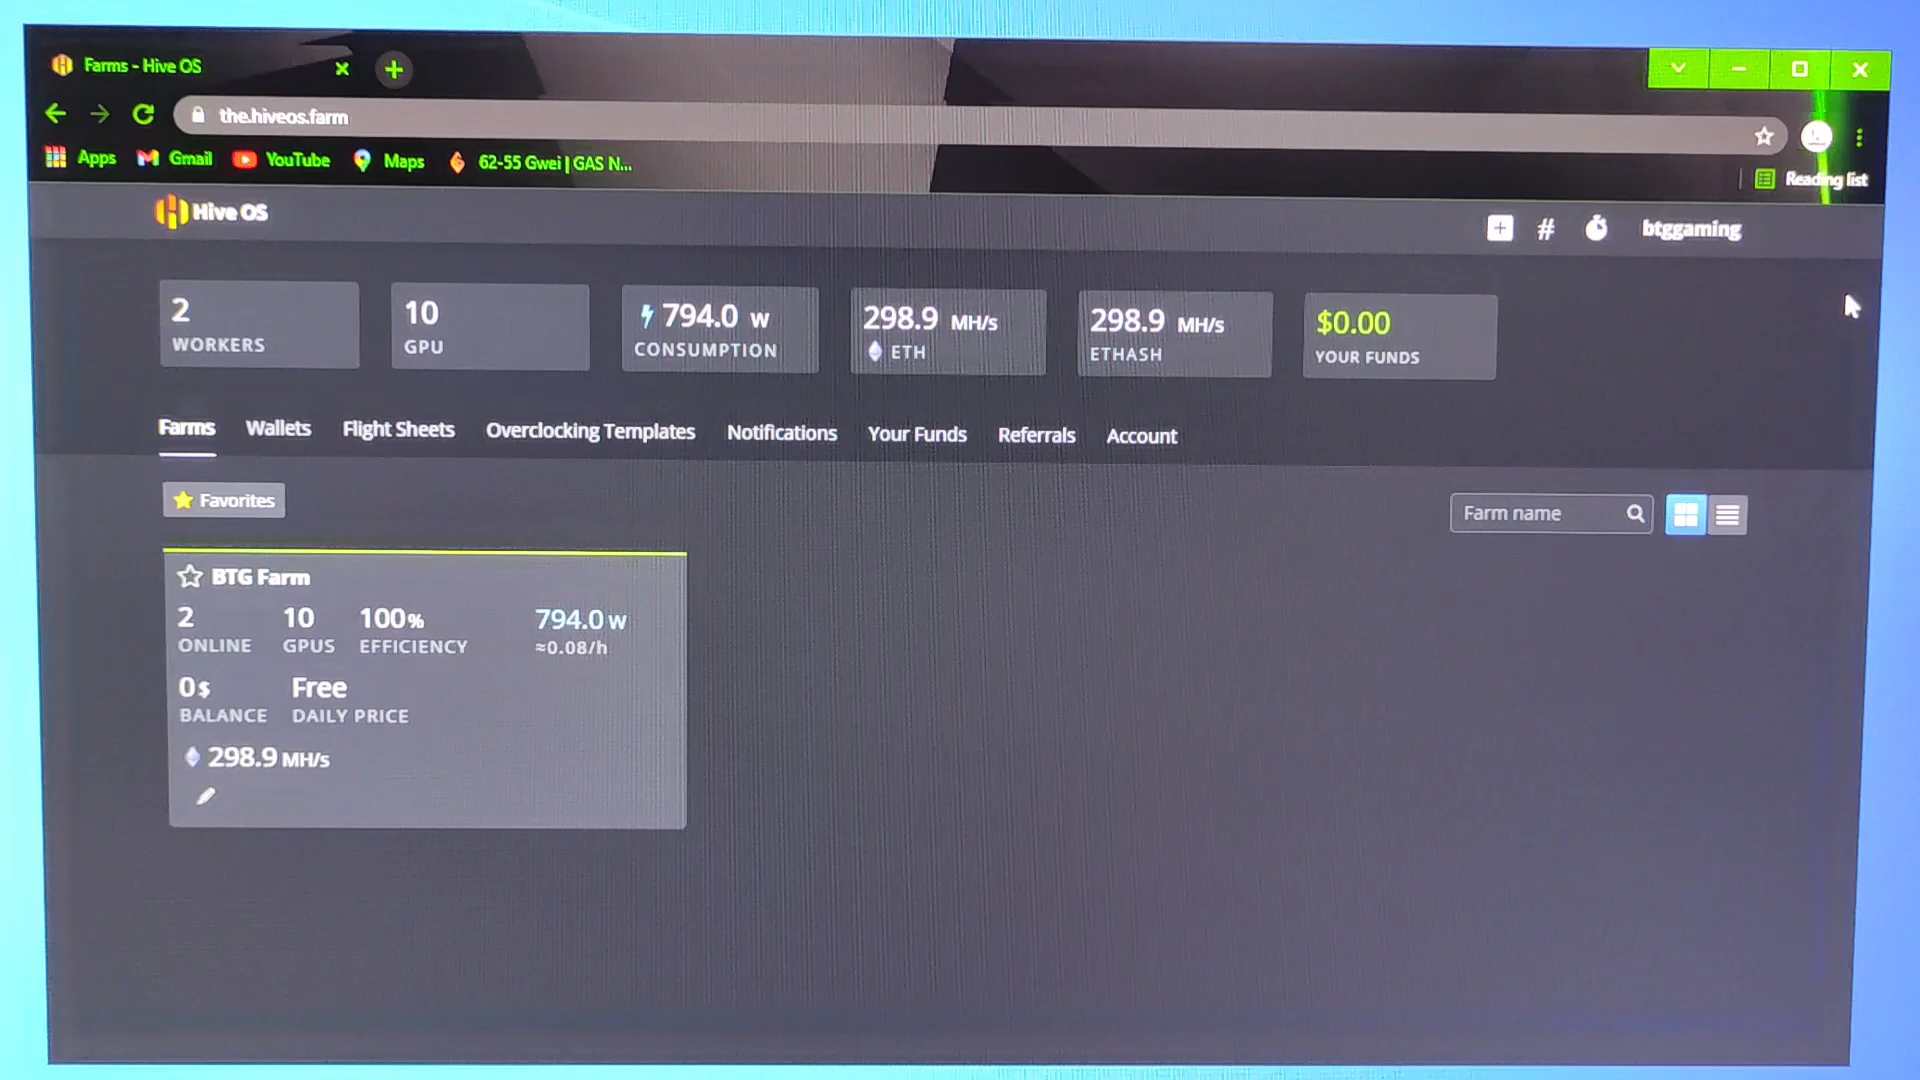 Farms - Hive OS
the.hiveos.farm
Apps Gmail YouTube Maps 62-55 Gwei | GAS N...
Reading list
Hive OS
# btggaming
2 10 794.0 W 298.9 MH/s 298.9 MH/s $0.00
WORKERS GPU CONSUMPTION ETH ETHASH YOUR FUNDS
Farms Wallets Flight Sheets Overclocking Templates Notifications Your Funds Referrals Account
Favorites
Farm name
BTG Farm
2 10 100% 794.0 W
ONLINE GPUS EFFICIENCY ≈0.08/h
0$ Free
BALANCE DAILY PRICE
298.9 MH/s